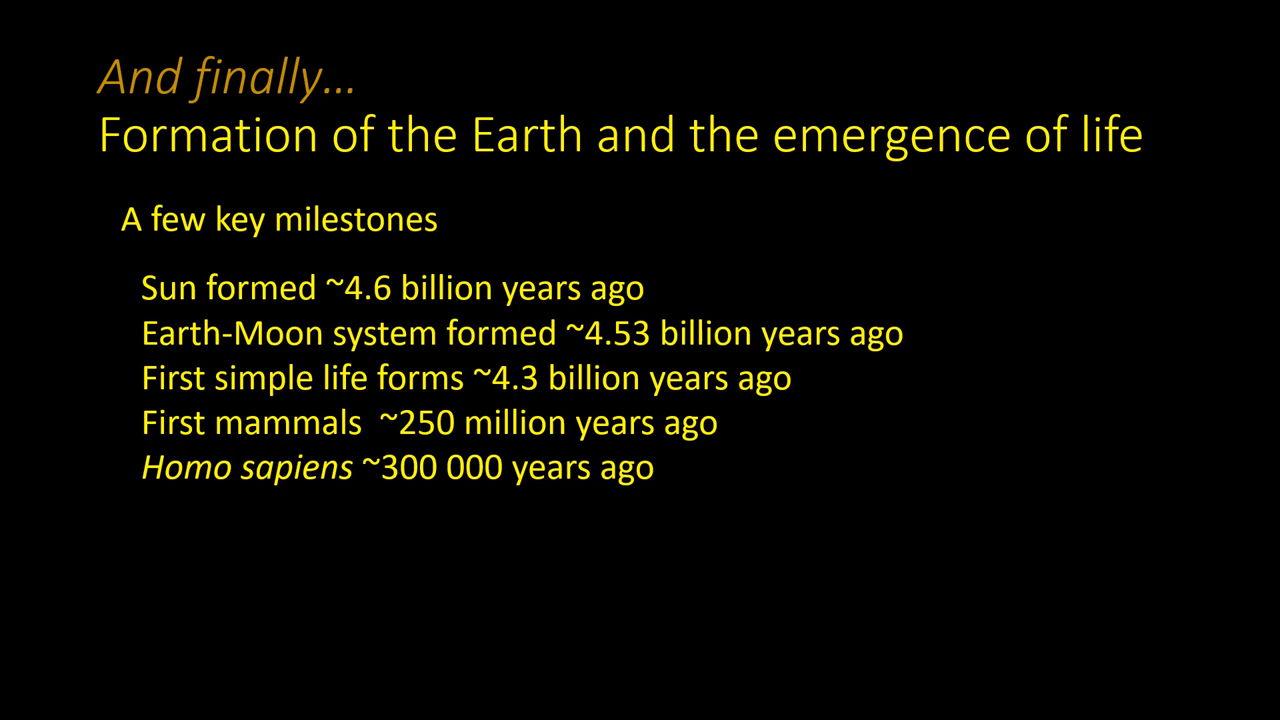 And finally…
Formation of the Earth and the emergence of life
A few key milestones
Sun formed ~4.6 billion years ago
Earth-Moon system formed ~4.53 billion years ago
First simple life forms ~4.3 billion years ago
First mammals  ~250 million years ago
Homo sapiens ~300 000 years ago